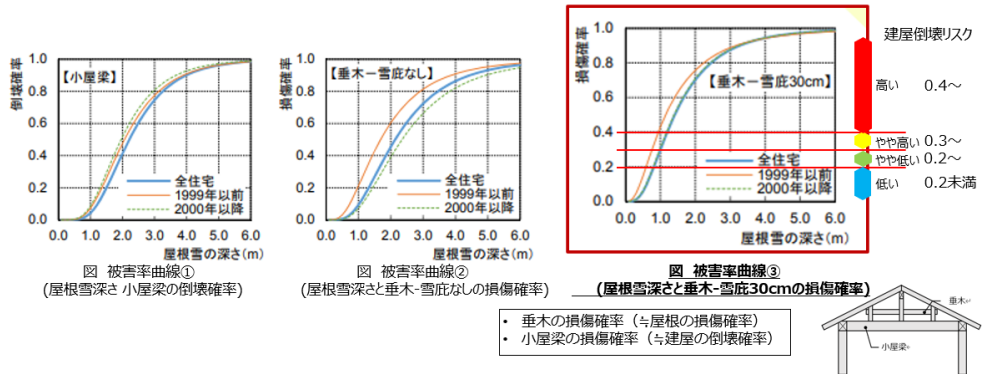 倒壊確率
1.0
0.8
0.6
0.4
0.2
0.0
【小屋梁】
全住宅
1999年以前
2000年以降
0.0 1.0 2.0 3.0 4.0 5.0 6.0
屋根雪の深さ(m)
図 被害率曲線①
(屋根雪深さ 小屋梁の倒壊確率)
損傷確率
1.0
0.8
0.6
0.4
0.2
0.0
【垂木－雪庇なし】
全住宅
1999年以前
2000年以降
0.0 1.0 2.0 3.0 4.0 5.0 6.0
屋根雪の深さ(m)
図 被害率曲線②
(屋根雪深さと垂木-雪庇なしの損傷確率)
損傷確率
1.0
0.8
0.6
0.4
0.2
0.0
【垂木－雪庇30cm】
全住宅
1999年以前
2000年以降
0.0 1.0 2.0 3.0 4.0 5.0 6.0
屋根雪の深さ(m)
図 被害率曲線③
(屋根雪深さと垂木-雪庇30cmの損傷確率)
建屋倒壊リスク
高い 0.4～
やや高い 0.3～
やや低い 0.2～
低い 0.2未満
• 垂木の損傷確率（≒屋根の損傷確率）
• 小屋梁の損傷確率（≒建屋の倒壊確率）
垂木
小屋梁